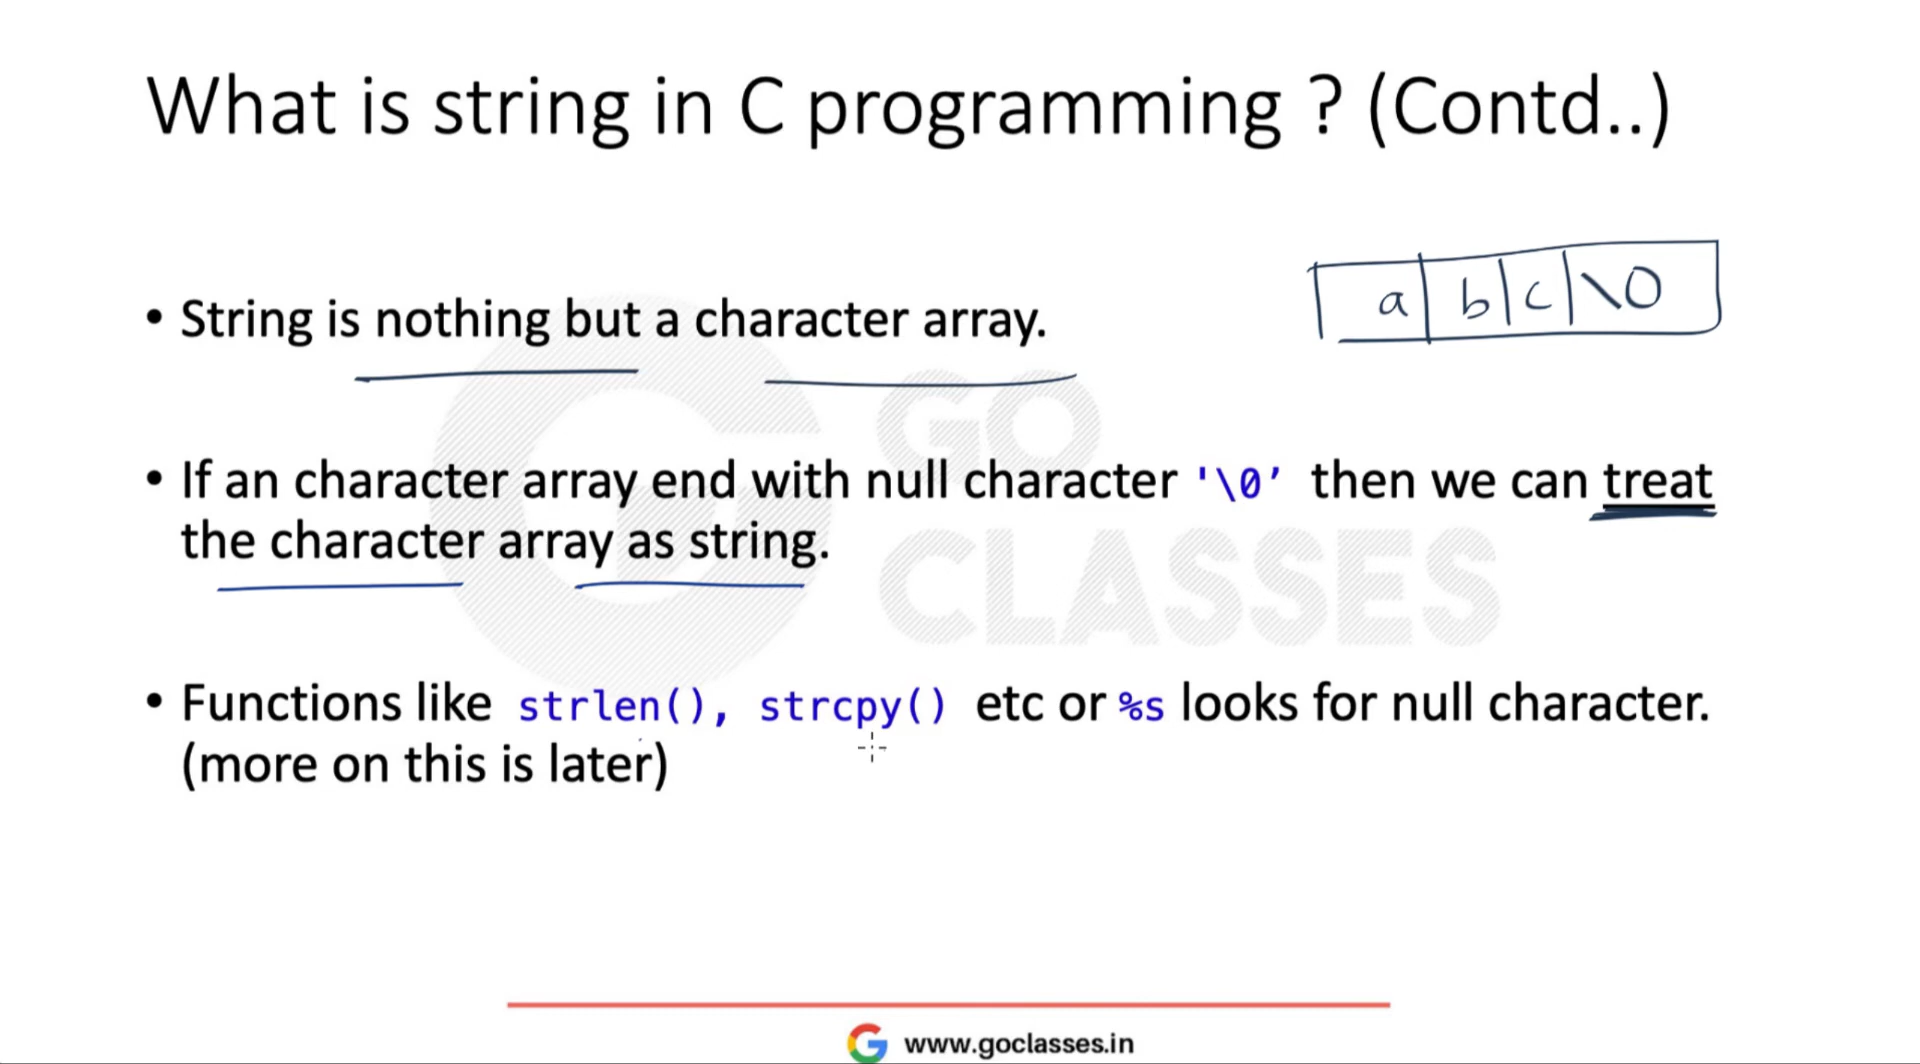 What is string in C programming ? (Contd..)
• String is nothing but a character array.
a b c \0
• If an character array end with null character '\0’ then we can treat
the character array as string.
GO
CLASSES
• Functions like strlen(), strcpy() etc or %s looks for null character.
(more on this is later)
www.goclasses.in